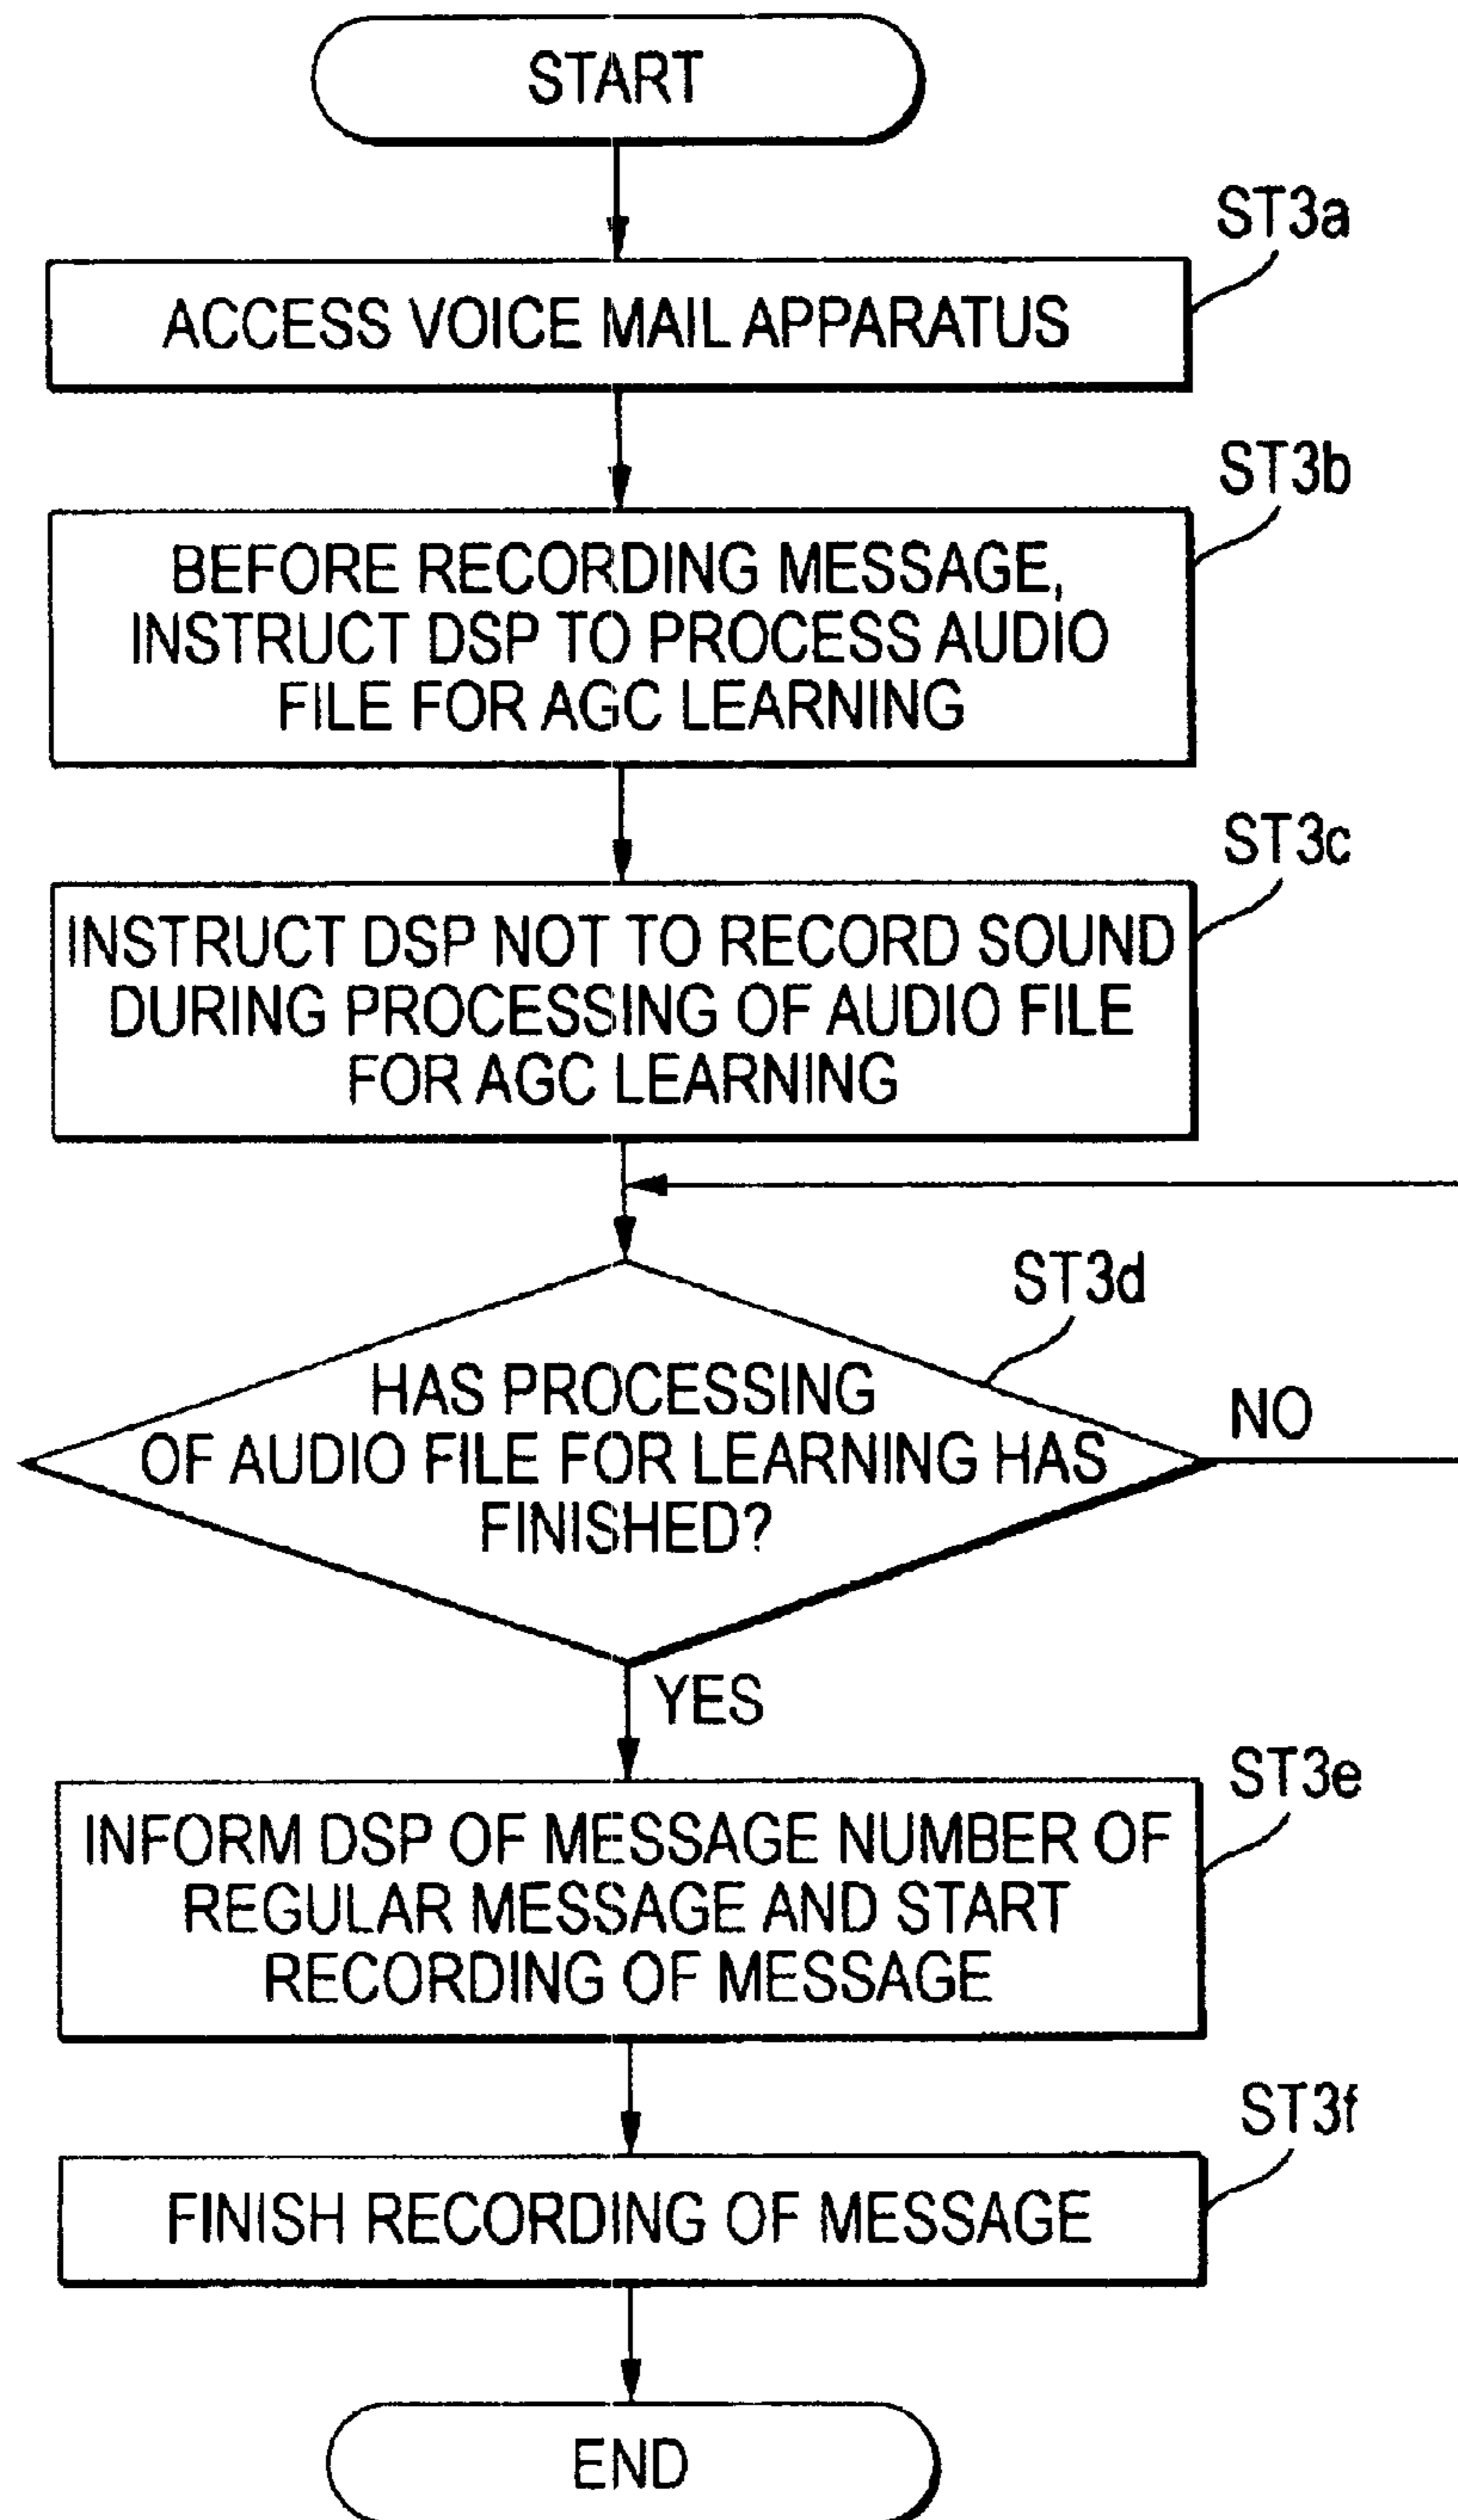 START
ST3a
ACCESS VOICE MAIL APPARATUS
ST3b
BEFORE RECORDING MESSAGE,
INSTRUCT DSP TO PROCESS AUDIO
FILE FOR AGC LEARNING
ST3c
INSTRUCT DSP NOT TO RECORD SOUND
DURING PROCESSING OF AUDIO FILE
FOR AGC LEARNING
ST3d
HAS PROCESSING
OF AUDIO FILE FOR LEARNING HAS
FINISHED?
NO
YES
ST3e
INFORM DSP OF MESSAGE NUMBER OF
REGULAR MESSAGE AND START
RECORDING OF MESSAGE
ST3f
FINISH RECORDING OF MESSAGE
END